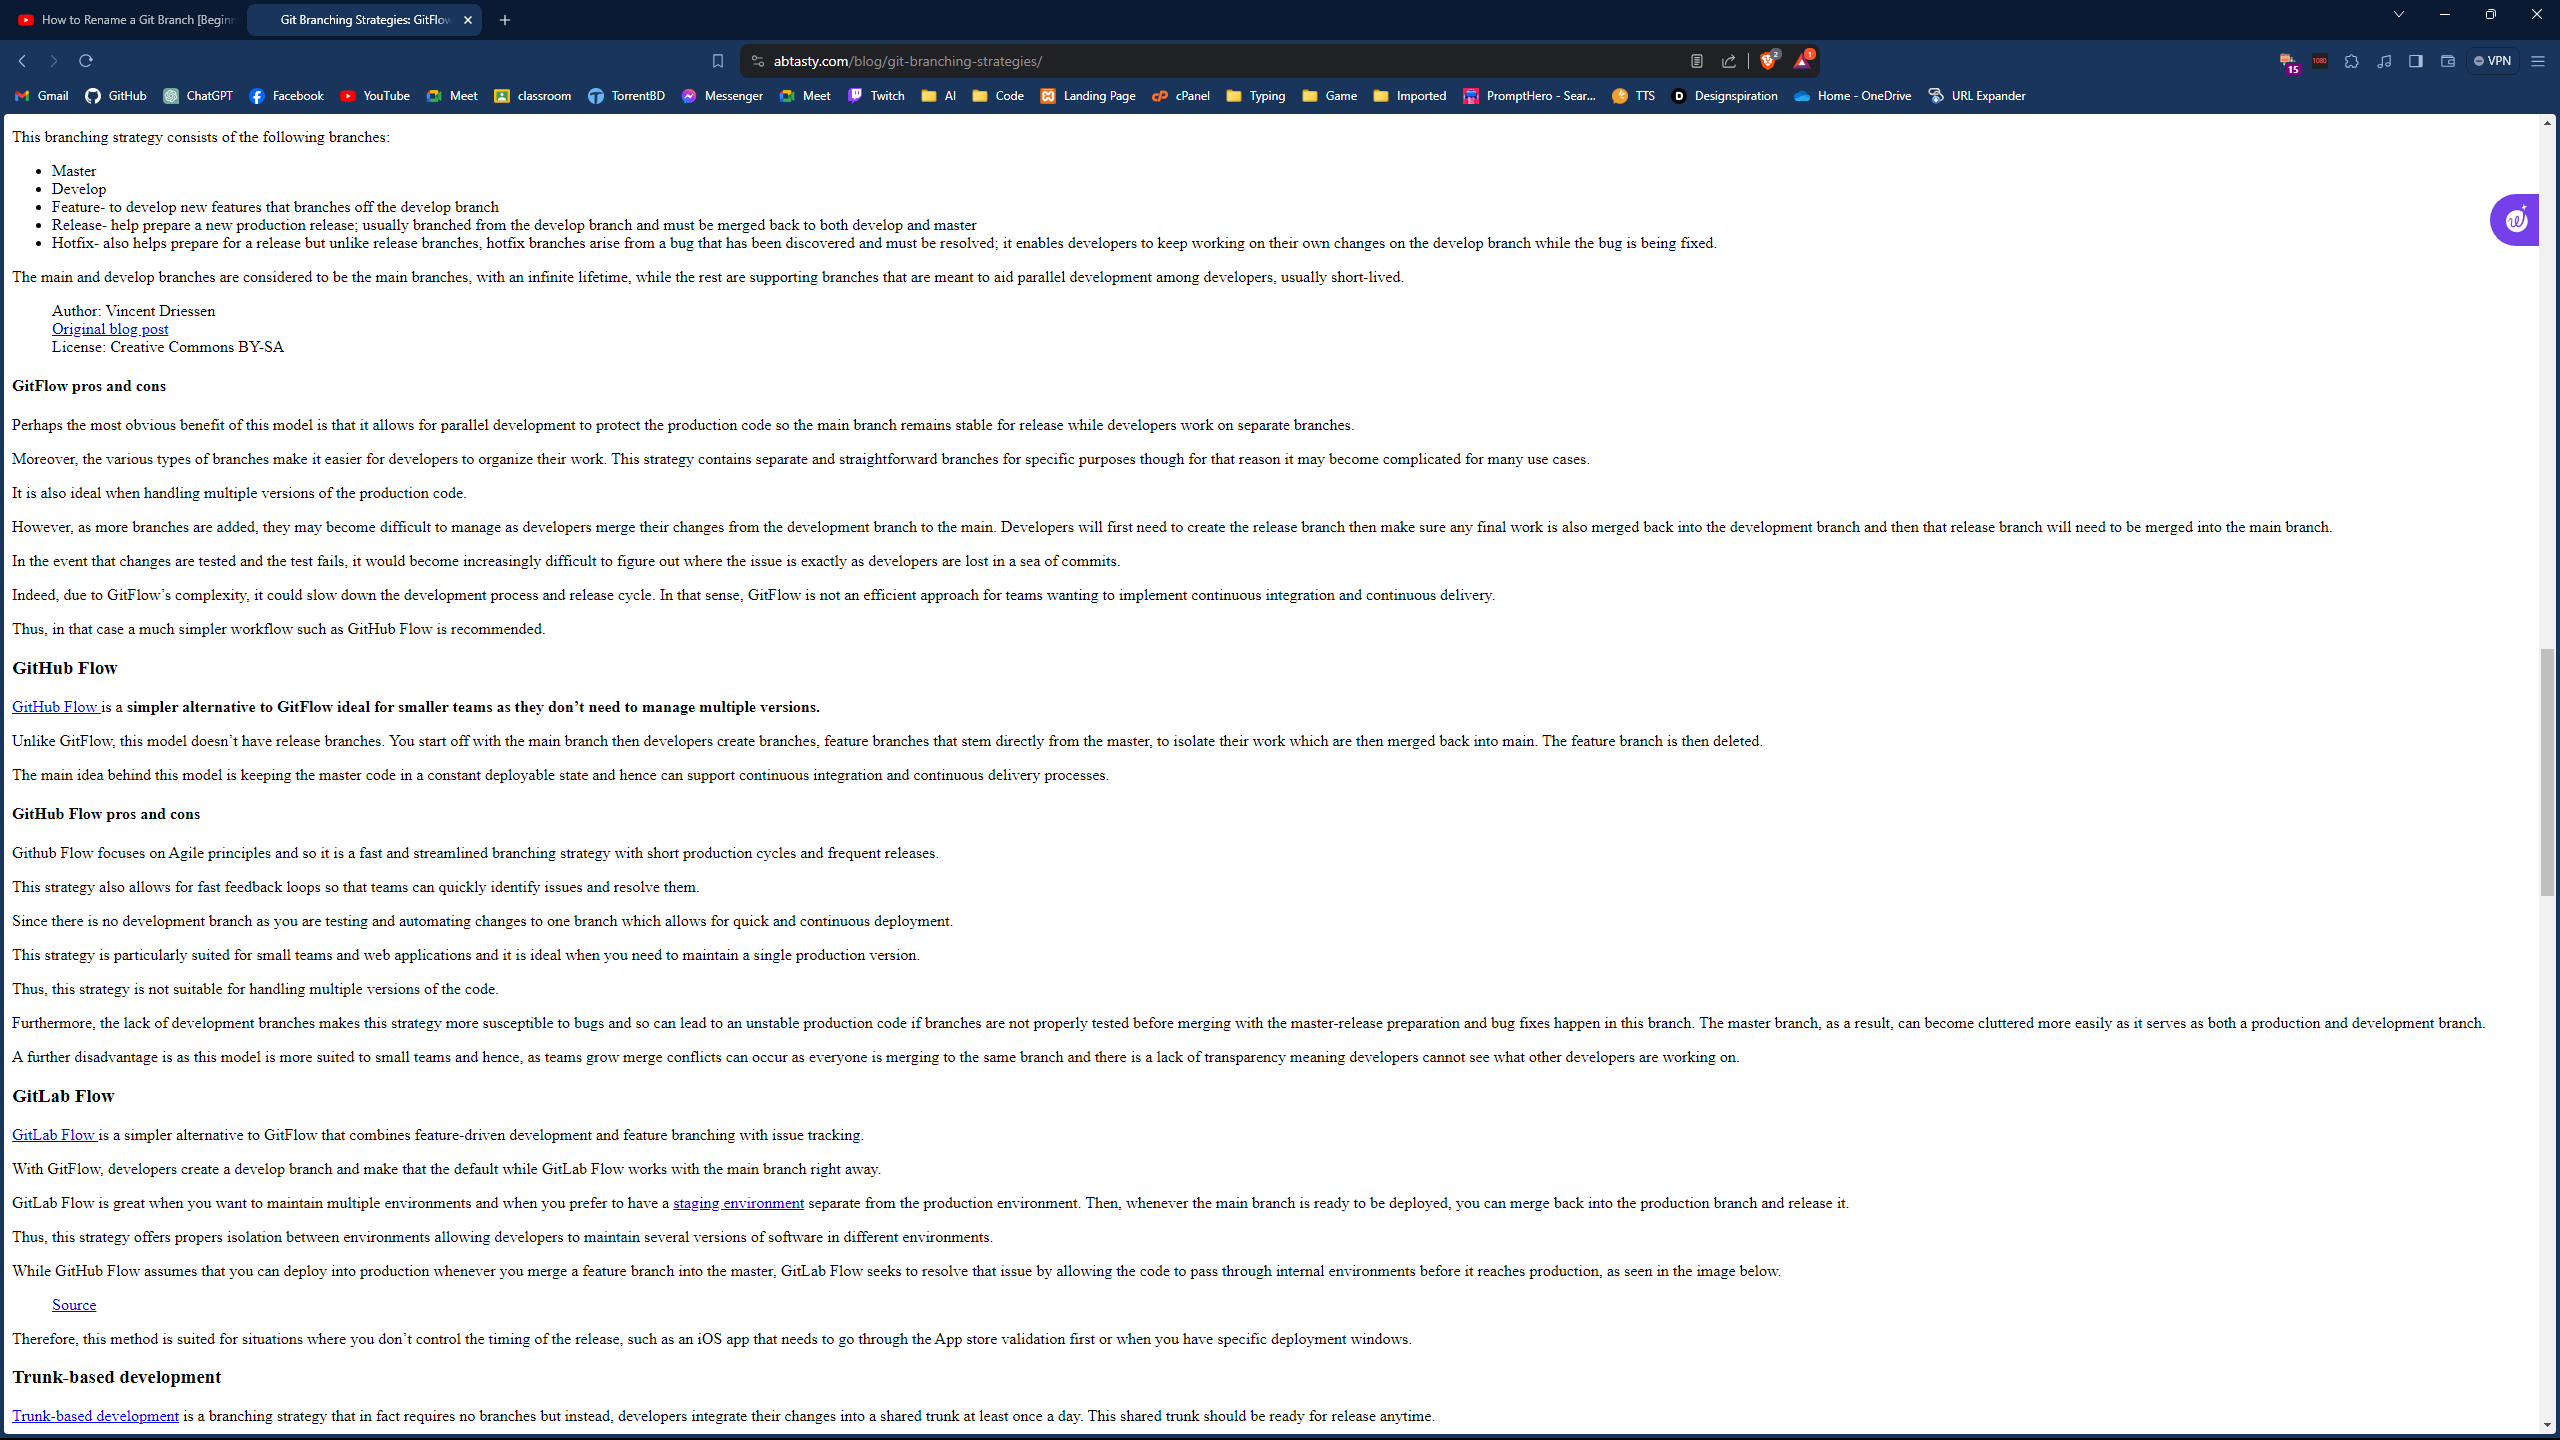 How to Rename a Git Branch [Beginn
Git Branching Strategies: GitFlow
abtasty.com/blog/git-branching-strategies/
2
1
15
1080
VPN
Gmail GitHub ChatGPT Facebook YouTube Meet classroom TorrentBD Messenger Meet Twitch AI Code Landing Page cPanel Typing Game Imported PromptHero - Sear... TTS Designspiration Home - OneDrive URL Expander
This branching strategy consists of the following branches:
Master
Develop
Feature- to develop new features that branches off the develop branch
Release- help prepare a new production release; usually branched from the develop branch and must be merged back to both develop and master
Hotfix- also helps prepare for a release but unlike release branches, hotfix branches arise from a bug that has been discovered and must be resolved; it enables developers to keep working on their own changes on the develop branch while the bug is being fixed.
The main and develop branches are considered to be the main branches, with an infinite lifetime, while the rest are supporting branches that are meant to aid parallel development among developers, usually short-lived.
Author: Vincent Driessen
Original blog post
License: Creative Commons BY-SA
GitFlow pros and cons
Perhaps the most obvious benefit of this model is that it allows for parallel development to protect the production code so the main branch remains stable for release while developers work on separate branches.
Moreover, the various types of branches make it easier for developers to organize their work. This strategy contains separate and straightforward branches for specific purposes though for that reason it may become complicated for many use cases.
It is also ideal when handling multiple versions of the production code.
However, as more branches are added, they may become difficult to manage as developers merge their changes from the development branch to the main. Developers will first need to create the release branch then make sure any final work is also merged back into the development branch and then that release branch will need to be merged into the main branch.
In the event that changes are tested and the test fails, it would become increasingly difficult to figure out where the issue is exactly as developers are lost in a sea of commits.
Indeed, due to GitFlow’s complexity, it could slow down the development process and release cycle. In that sense, GitFlow is not an efficient approach for teams wanting to implement continuous integration and continuous delivery.
Thus, in that case a much simpler workflow such as GitHub Flow is recommended.
GitHub Flow
GitHub Flow is a simpler alternative to GitFlow ideal for smaller teams as they don’t need to manage multiple versions.
Unlike GitFlow, this model doesn’t have release branches. You start off with the main branch then developers create branches, feature branches that stem directly from the master, to isolate their work which are then merged back into main. The feature branch is then deleted.
The main idea behind this model is keeping the master code in a constant deployable state and hence can support continuous integration and continuous delivery processes.
GitHub Flow pros and cons
Github Flow focuses on Agile principles and so it is a fast and streamlined branching strategy with short production cycles and frequent releases.
This strategy also allows for fast feedback loops so that teams can quickly identify issues and resolve them.
Since there is no development branch as you are testing and automating changes to one branch which allows for quick and continuous deployment.
This strategy is particularly suited for small teams and web applications and it is ideal when you need to maintain a single production version.
Thus, this strategy is not suitable for handling multiple versions of the code.
Furthermore, the lack of development branches makes this strategy more susceptible to bugs and so can lead to an unstable production code if branches are not properly tested before merging with the master-release preparation and bug fixes happen in this branch. The master branch, as a result, can become cluttered more easily as it serves as both a production and development branch.
A further disadvantage is as this model is more suited to small teams and hence, as teams grow merge conflicts can occur as everyone is merging to the same branch and there is a lack of transparency meaning developers cannot see what other developers are working on.
GitLab Flow
GitLab Flow is a simpler alternative to GitFlow that combines feature-driven development and feature branching with issue tracking.
With GitFlow, developers create a develop branch and make that the default while GitLab Flow works with the main branch right away.
GitLab Flow is great when you want to maintain multiple environments and when you prefer to have a staging environment separate from the production environment. Then, whenever the main branch is ready to be deployed, you can merge back into the production branch and release it.
Thus, this strategy offers propers isolation between environments allowing developers to maintain several versions of software in different environments.
While GitHub Flow assumes that you can deploy into production whenever you merge a feature branch into the master, GitLab Flow seeks to resolve that issue by allowing the code to pass through internal environments before it reaches production, as seen in the image below.
Source
Therefore, this method is suited for situations where you don’t control the timing of the release, such as an iOS app that needs to go through the App store validation first or when you have specific deployment windows.
Trunk-based development
Trunk-based development is a branching strategy that in fact requires no branches but instead, developers integrate their changes into a shared trunk at least once a day. This shared trunk should be ready for release anytime.